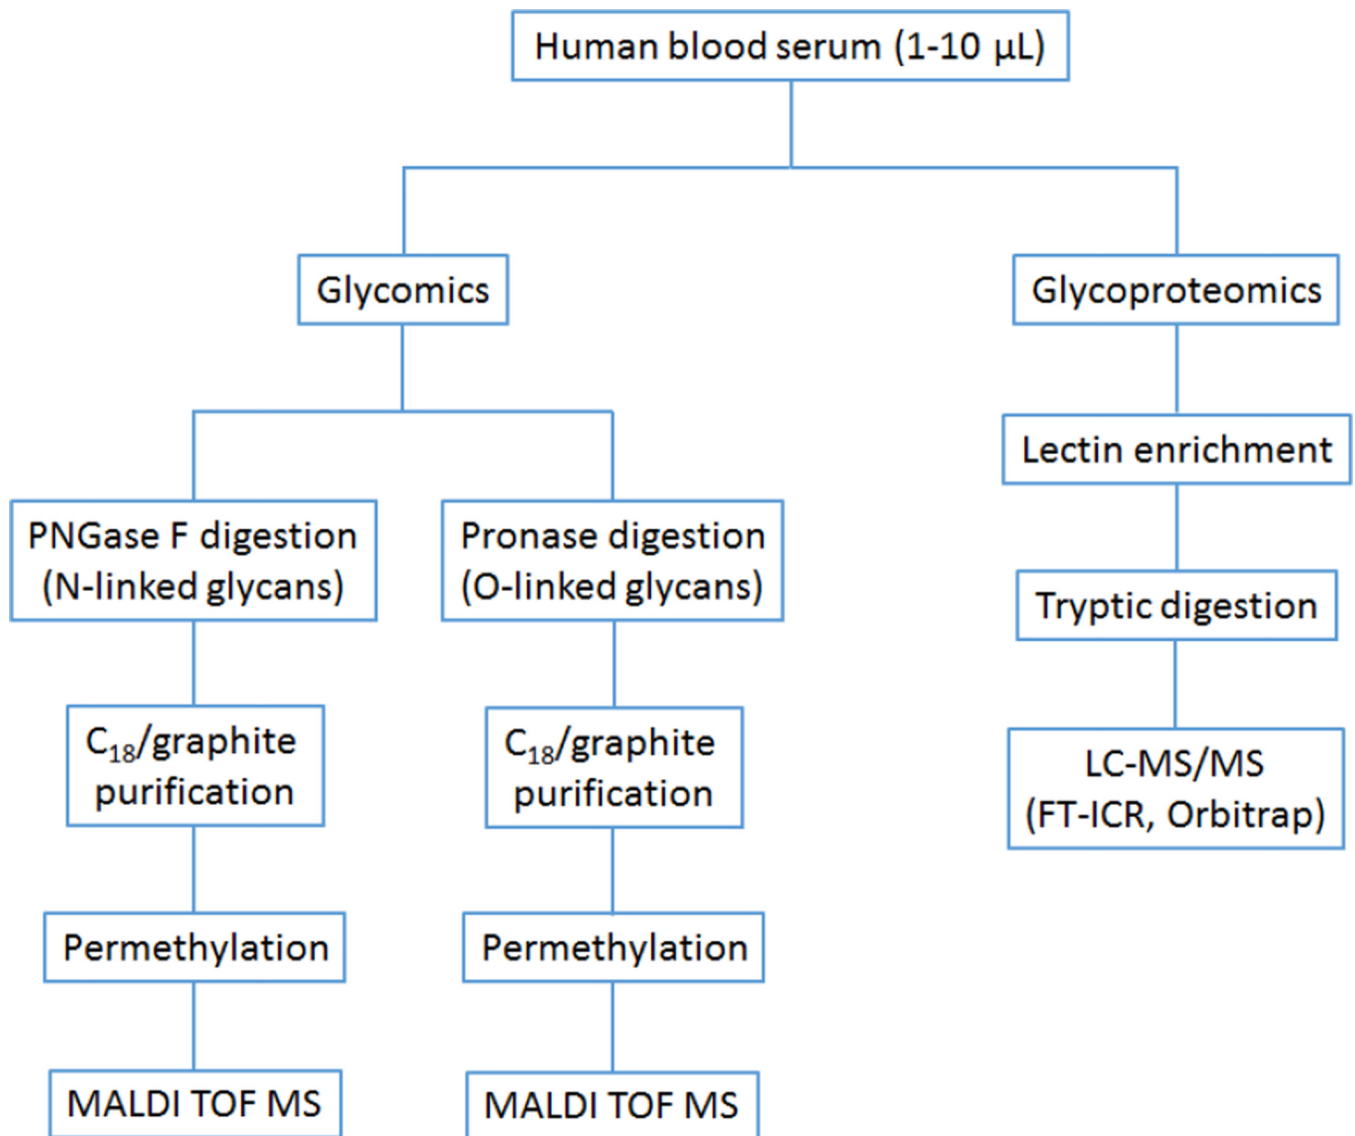 Human blood serum (1-10 µL)
Glycomics
Glycoproteomics
Lectin enrichment
PNGase F digestion
(N-linked glycans)
Pronase digestion
(O-linked glycans)
Tryptic digestion
C₁₈/graphite
purification
C₁₈/graphite
purification
LC-MS/MS
(FT-ICR, Orbitrap)
Permethylation
Permethylation
MALDI TOF MS
MALDI TOF MS